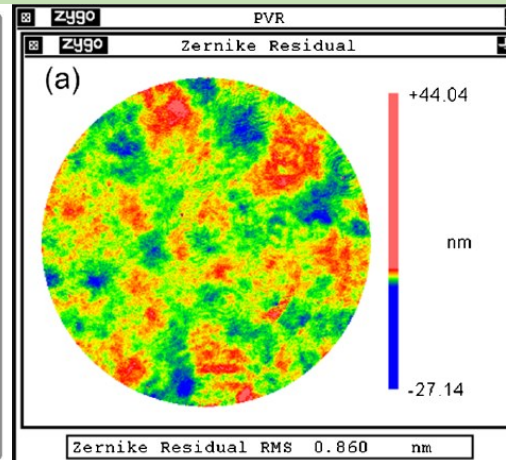 zygo PVR
zygo Zernike Residual
(a)
+44.04
nm
-27.14
Zernike Residual RMS 0.860 nm